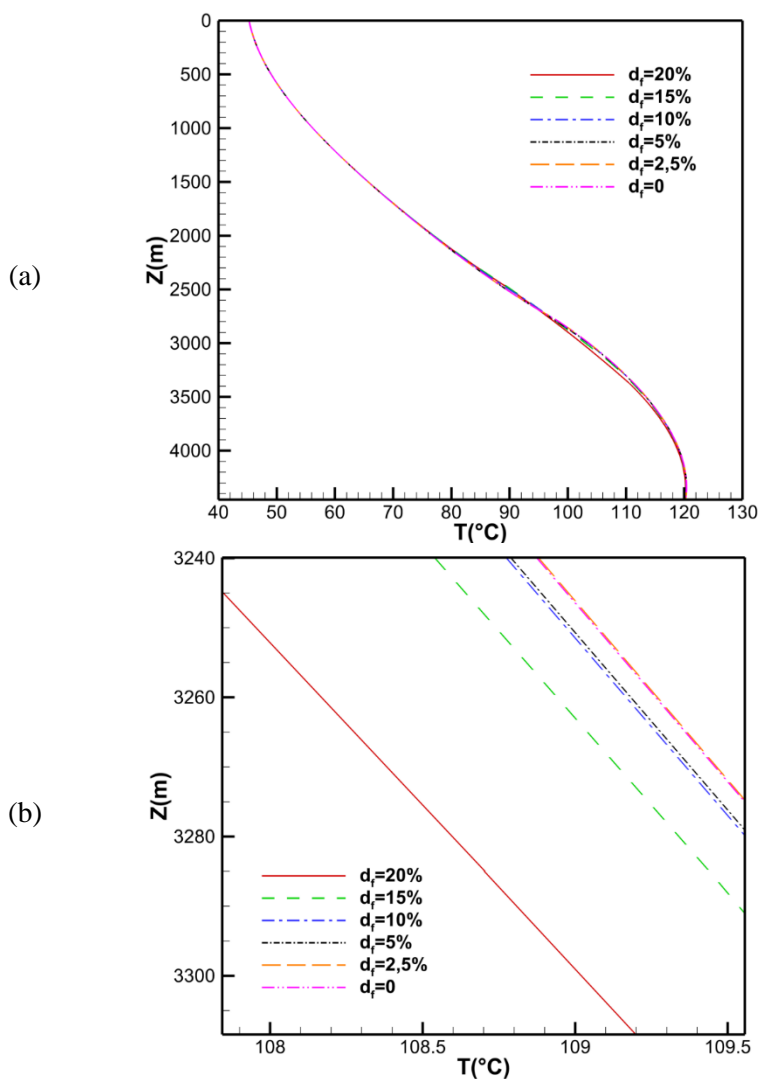 (a)
Z(m)
0
500
1000
1500
2000
2500
3000
3500
4000
d_f=20%
d_f=15%
d_f=10%
d_f=5%
d_f=2,5%
d_f=0
40 50 60 70 80 90 100 110 120 130
T(°C)
(b)
Z(m)
3240
3260
3280
3300
d_f=20%
d_f=15%
d_f=10%
d_f=5%
d_f=2,5%
d_f=0
108 108.5 109 109.5
T(°C)